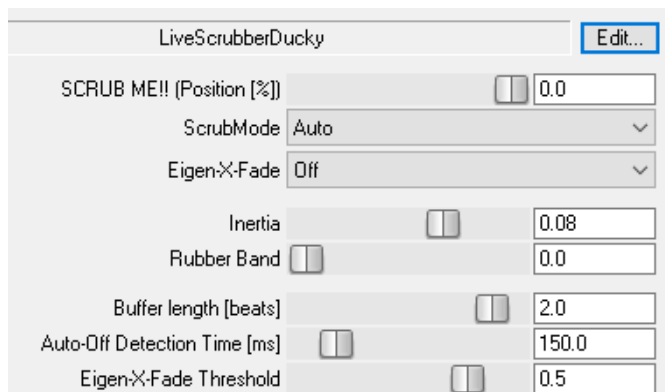 LiveScrubberDucky Edit...
SCRUB ME!! (Position [%]) 0.0
ScrubMode Auto
Eigen-X-Fade Off
Inertia 0.08
Rubber Band 0.0
Buffer length [beats] 2.0
Auto-Off Detection Time [ms] 150.0
Eigen-X-Fade Threshold 0.5